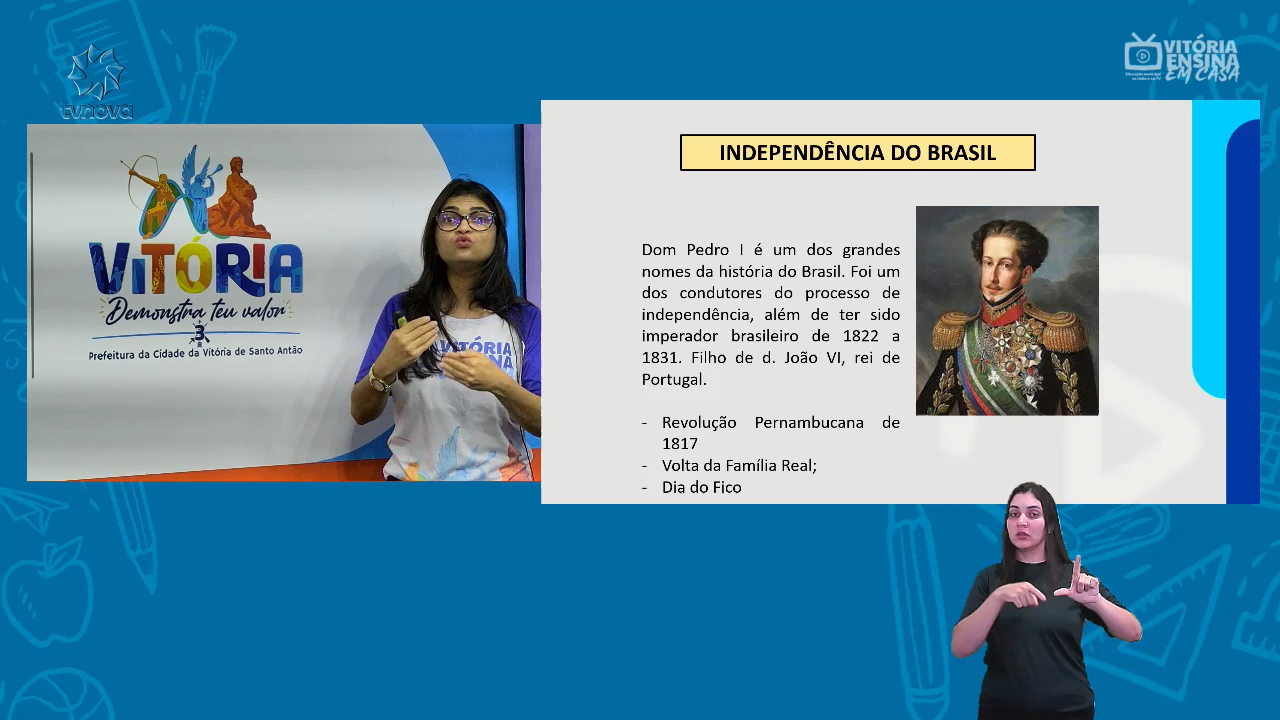 tvnova
VITÓRIA
ENSINA
EM CASA
VITÓRIA
Demonstra teu valor
3
Prefeitura da Cidade da Vitória de Santo Antão
VITÓRIA
INDEPENDÊNCIA DO BRASIL
Dom Pedro I é um dos grandes
nomes da história do Brasil. Foi um
dos condutores do processo de
independência, além de ter sido
imperador brasileiro de 1822 a
1831. Filho de d. João VI, rei de
Portugal.
- Revolução Pernambucana de
1817
- Volta da Família Real;
- Dia do Fico